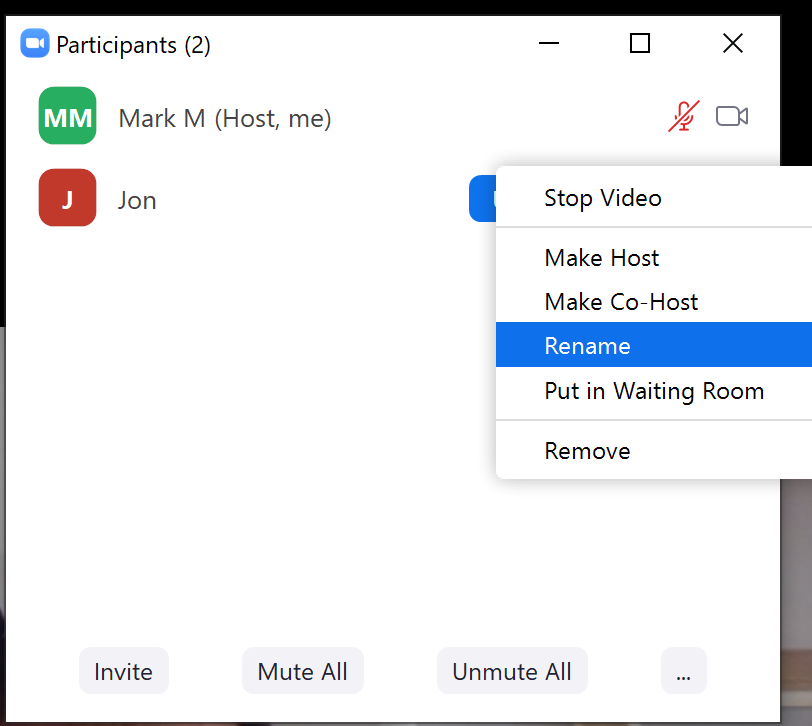 Participants (2)
MM Mark M (Host, me)
J Jon
Stop Video
Make Host
Make Co-Host
Rename
Put in Waiting Room
Remove
Invite Mute All Unmute All ...